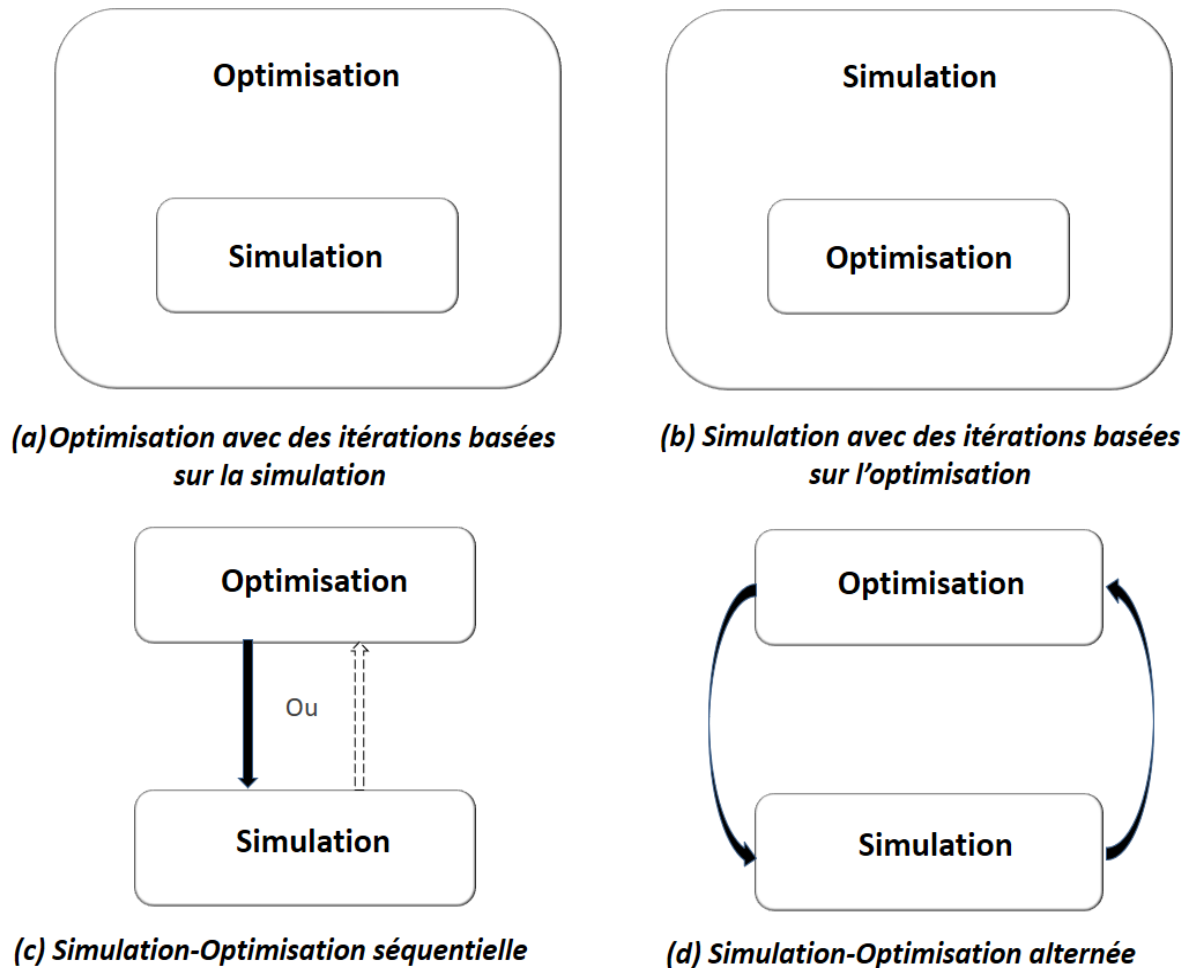 Optimisation
Simulation
(a) Optimisation avec des itérations basées
sur la simulation
Simulation
Optimisation
(b) Simulation avec des itérations basées
sur l'optimisation
Optimisation
Ou
Simulation
(c) Simulation-Optimisation séquentielle
Optimisation
Simulation
(d) Simulation-Optimisation alternée